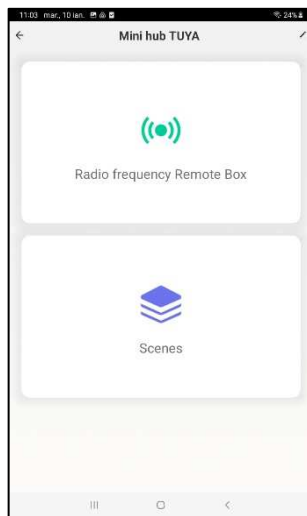 11:03 mar., 10 ian. 24%
Mini hub TUYA
Radio frequency Remote Box
Scenes